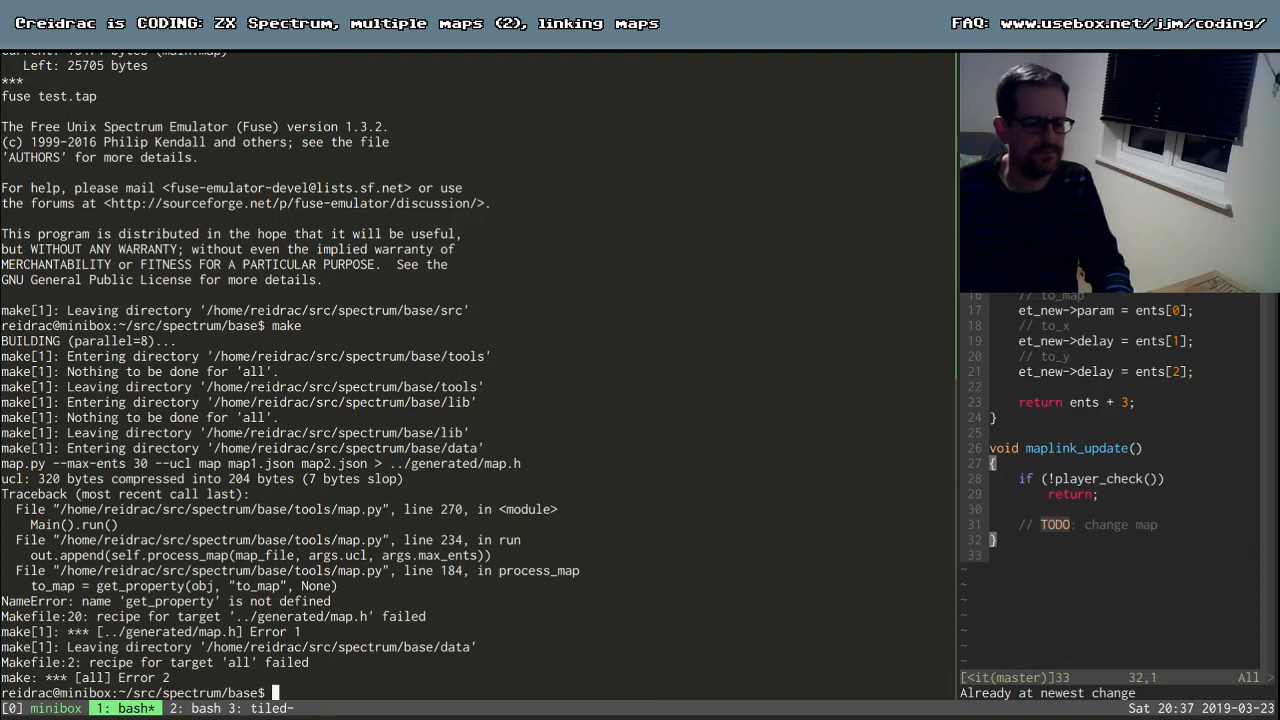 Creidrac is CODING: ZX Spectrum, multiple maps (2), linking maps
FAQ: www.usebox.net/jjm/coding/
Left: 25705 bytes
***
fuse test.tap
The Free Unix Spectrum Emulator (Fuse) version 1.3.2.
(c) 1999-2016 Philip Kendall and others; see the file
'AUTHORS' for more details.
For help, please mail <fuse-emulator-devel@lists.sf.net> or use
the forums at <http://sourceforge.net/p/fuse-emulator/discussion/>.
This program is distributed in the hope that it will be useful,
but WITHOUT ANY WARRANTY; without even the implied warranty of
MERCHANTABILITY or FITNESS FOR A PARTICULAR PURPOSE.  See the
GNU General Public License for more details.
make[1]: Leaving directory '/home/reidrac/src/spectrum/base/src'
reidrac@minibox:~/src/spectrum/base$ make
BUILDING (parallel=8)...
make[1]: Entering directory '/home/reidrac/src/spectrum/base/tools'
make[1]: Nothing to be done for 'all'.
make[1]: Leaving directory '/home/reidrac/src/spectrum/base/tools'
make[1]: Entering directory '/home/reidrac/src/spectrum/base/lib'
make[1]: Nothing to be done for 'all'.
make[1]: Leaving directory '/home/reidrac/src/spectrum/base/lib'
make[1]: Entering directory '/home/reidrac/src/spectrum/base/data'
map.py --max-ents 30 --ucl map map1.json map2.json > ../generated/map.h
ucl: 320 bytes compressed into 204 bytes (7 bytes slop)
Traceback (most recent call last):
File "/home/reidrac/src/spectrum/base/tools/map.py", line 270, in <module>
Main().run()
File "/home/reidrac/src/spectrum/base/tools/map.py", line 234, in run
out.append(self.process_map(map_file, args.ucl, args.max_ents))
File "/home/reidrac/src/spectrum/base/tools/map.py", line 184, in process_map
to_map = get_property(obj, "to_map", None)
NameError: name 'get_property' is not defined
Makefile:20: recipe for target '../generated/map.h' failed
make[1]: *** [../generated/map.h] Error 1
make[1]: Leaving directory '/home/reidrac/src/spectrum/base/data'
Makefile:2: recipe for target 'all' failed
make: *** [all] Error 2
reidrac@minibox:~/src/spectrum/base$
16 // to_map
17 et_new->param = ents[0];
18 // to_x
19 et_new->delay = ents[1];
20 // to_y
21 et_new->delay = ents[2];
22
23 return ents + 3;
24 }
25
26 void maplink_update()
27 {
28 if (!player_check())
29 return;
30
31 // TODO: change map
32 }
33
~
~
~
~
~
~
~
[<it(master)]33 32,1 All >
Already at newest change
[0] minibox 1: bash* 2: bash 3: tiled-
Sat 20:37 2019-03-23